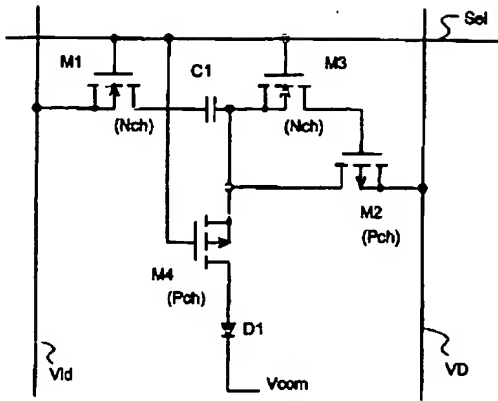 Sel
M1
C1
M3
(Nch)
(Nch)
M2
(Pch)
M4
(Pch)
D1
Vcom
Vid
VD